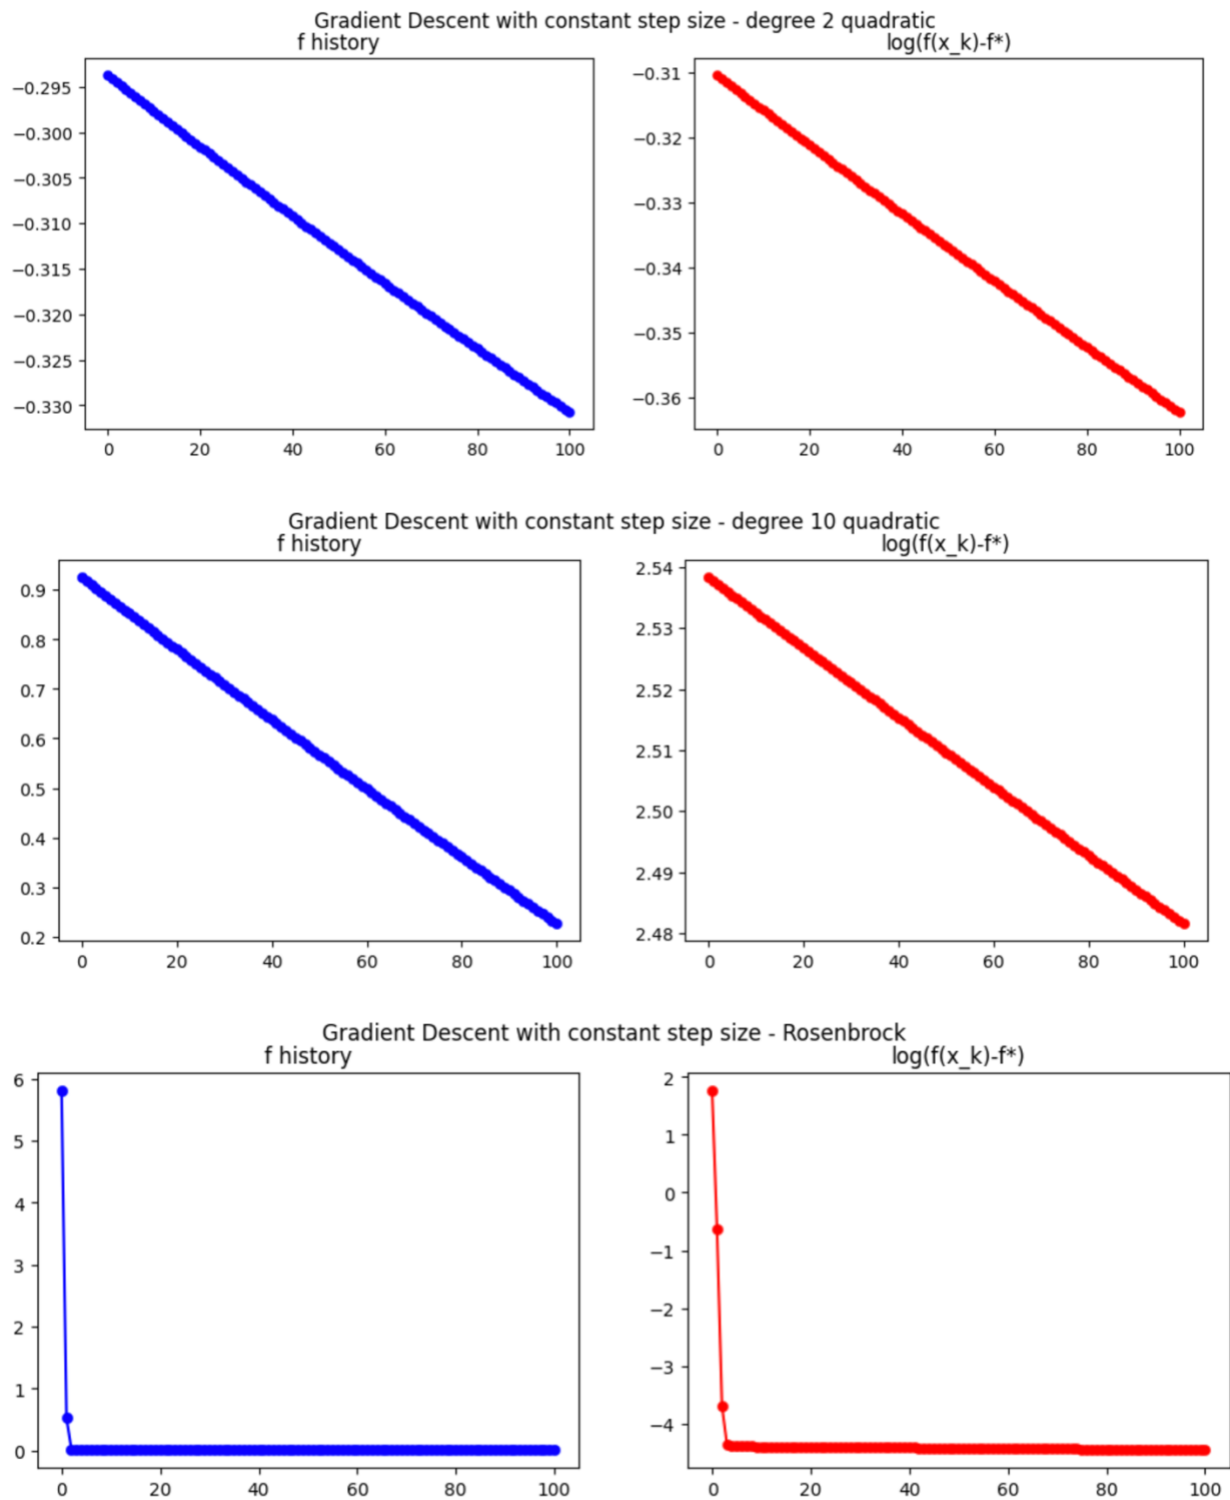 Gradient Descent with constant step size - degree 2 quadratic
f history
log(f(x_k)-f*)
−0.295
−0.300
−0.305
−0.310
−0.315
−0.320
−0.325
−0.330
0 20 40 60 80 100
−0.31
−0.32
−0.33
−0.34
−0.35
−0.36
0 20 40 60 80 100
Gradient Descent with constant step size - degree 10 quadratic
f history
log(f(x_k)-f*)
0.9
0.8
0.7
0.6
0.5
0.4
0.3
0.2
0 20 40 60 80 100
2.54
2.53
2.52
2.51
2.50
2.49
2.48
0 20 40 60 80 100
Gradient Descent with constant step size - Rosenbrock
f history
log(f(x_k)-f*)
6
5
4
3
2
1
0
0 20 40 60 80 100
2
1
0
−1
−2
−3
−4
0 20 40 60 80 100